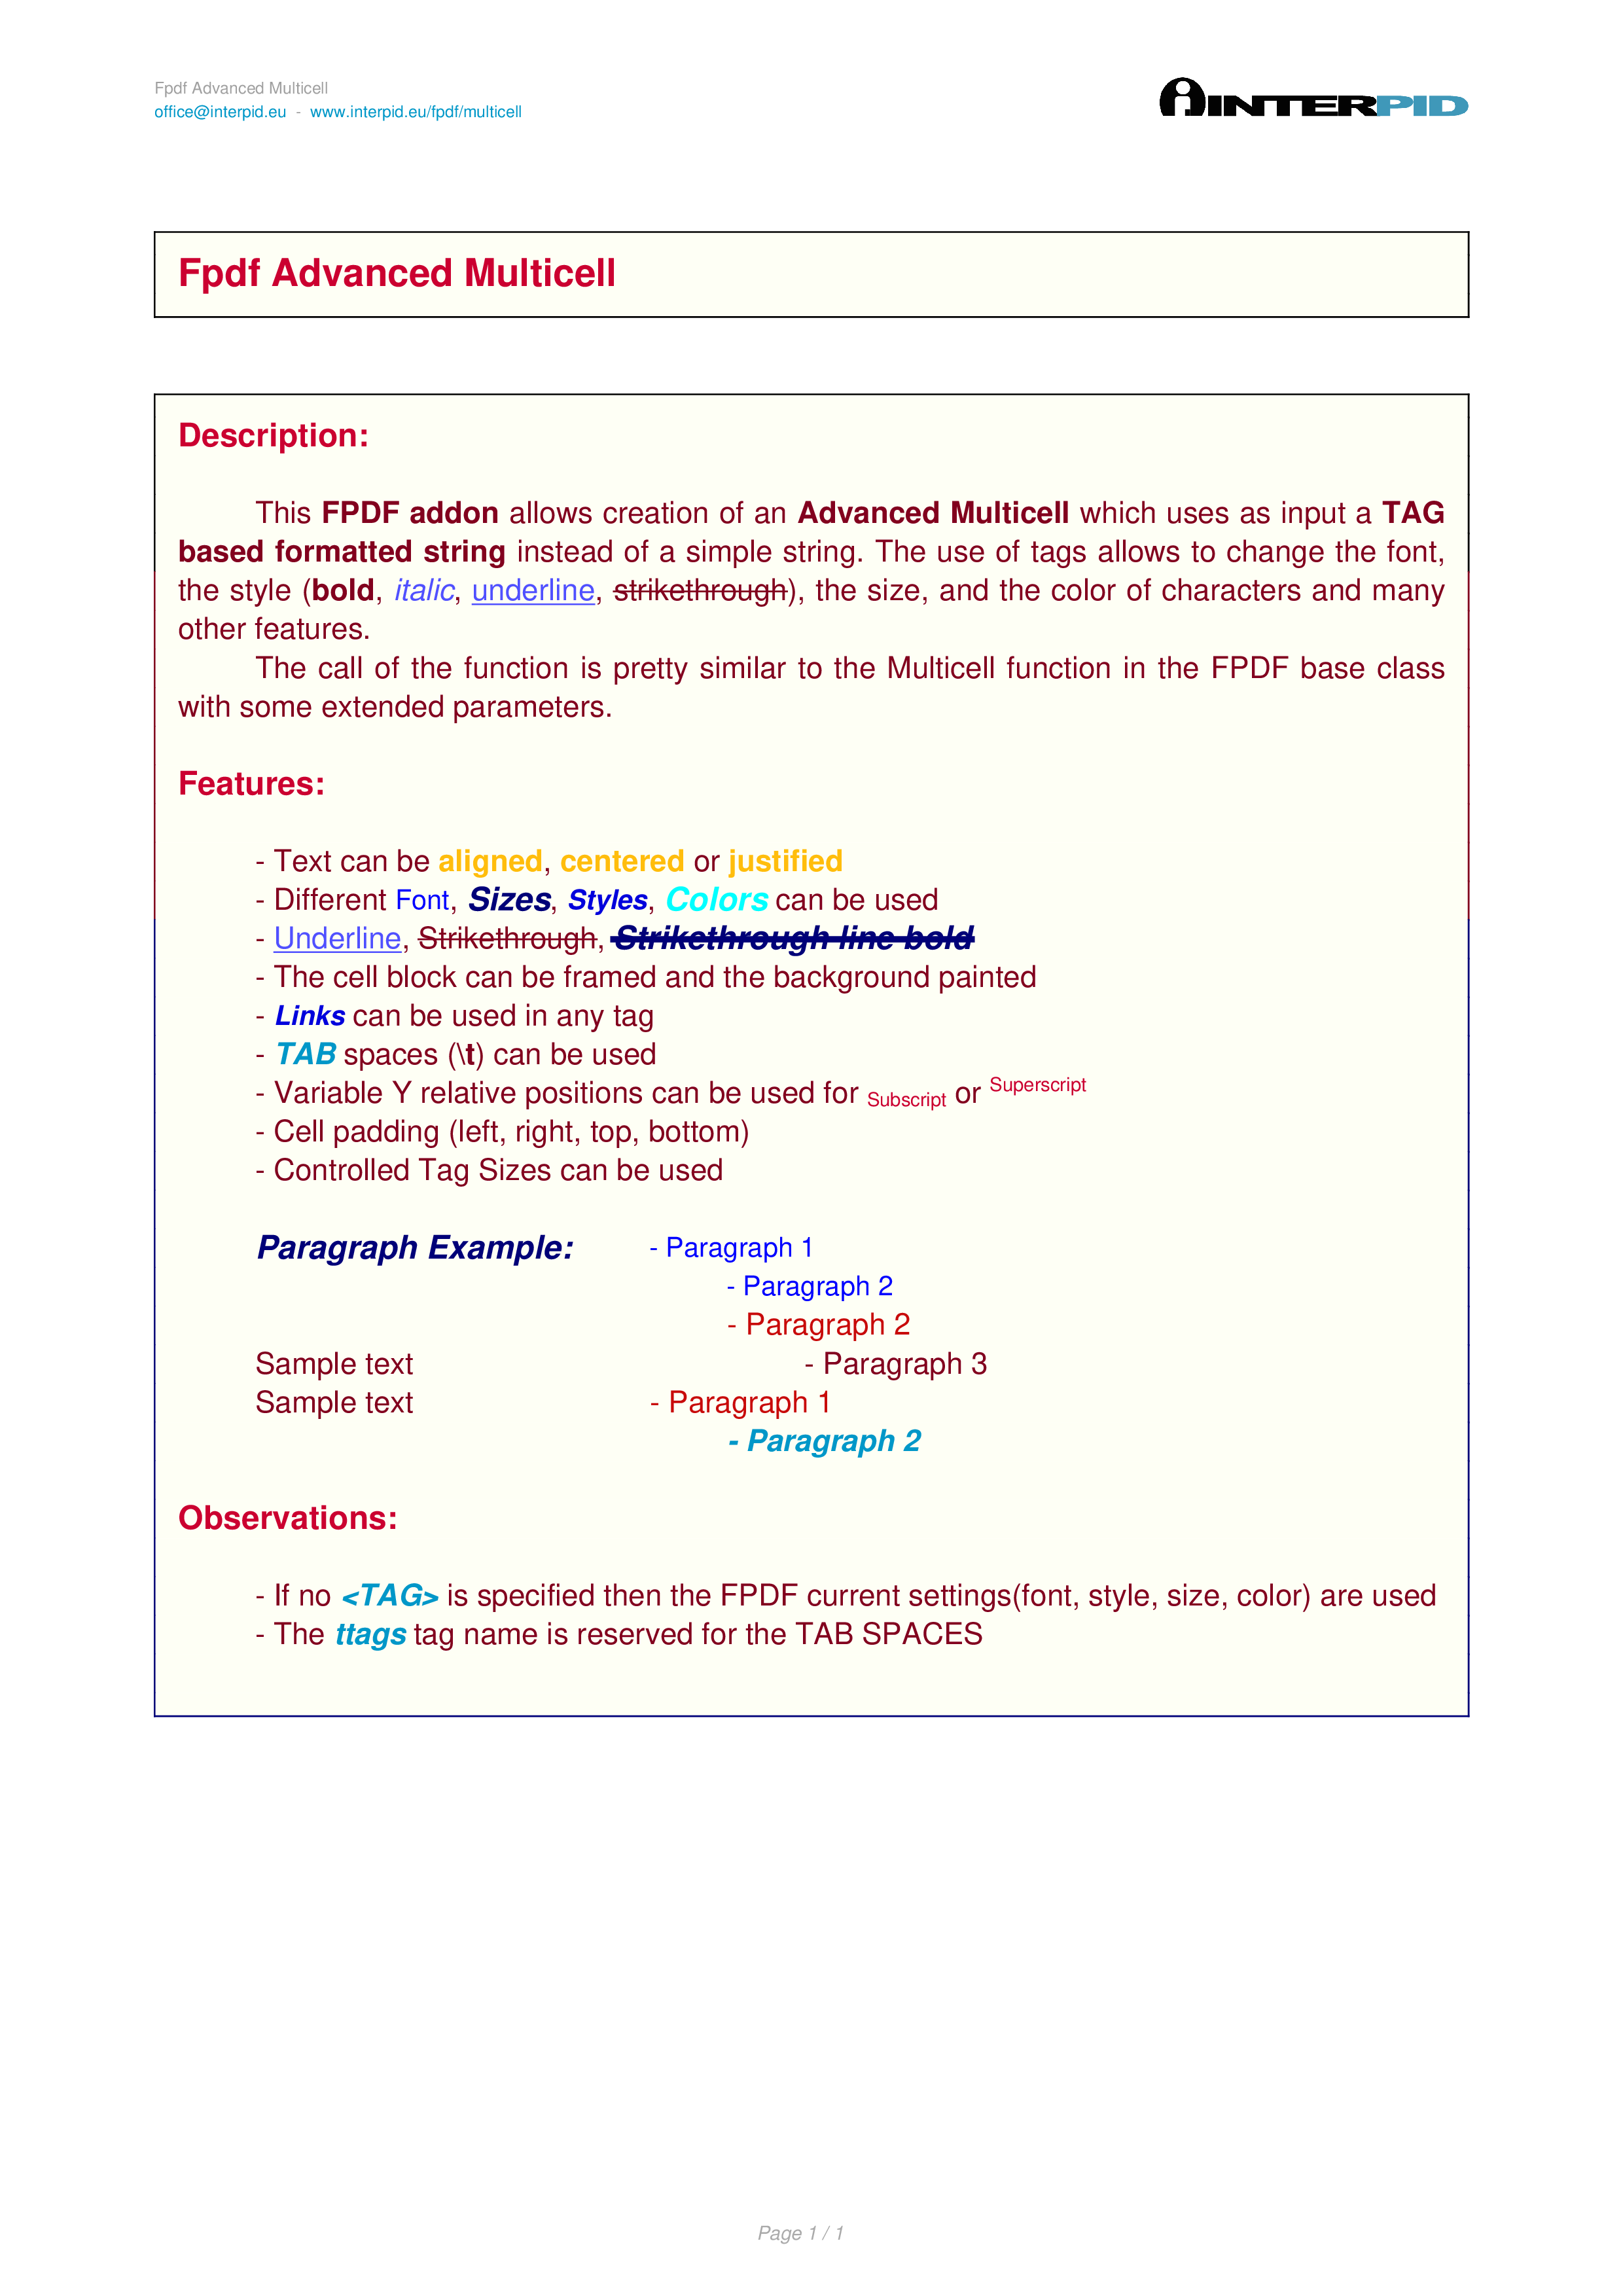 Fpdf Advanced Multicell
office@interpid.eu - www.interpid.eu/fpdf/multicell
INTERPID
Fpdf Advanced Multicell
Description:
This FPDF addon allows creation of an Advanced Multicell which uses as input a TAG
based formatted string instead of a simple string. The use of tags allows to change the font,
the style (bold, italic, underline, strikethrough), the size, and the color of characters and many
other features.
The call of the function is pretty similar to the Multicell function in the FPDF base class
with some extended parameters.
Features:
- Text can be aligned, centered or justified
- Different Font, Sizes, Styles, Colors can be used
- Underline, Strikethrough, Strikethrough line bold
- The cell block can be framed and the background painted
- Links can be used in any tag
- TAB spaces (\t) can be used
- Variable Y relative positions can be used for Subscript or Superscript
- Cell padding (left, right, top, bottom)
- Controlled Tag Sizes can be used
Paragraph Example: - Paragraph 1
- Paragraph 2
- Paragraph 2
Sample text - Paragraph 3
Sample text - Paragraph 1
- Paragraph 2
Observations:
- If no <TAG> is specified then the FPDF current settings(font, style, size, color) are used
- The ttags tag name is reserved for the TAB SPACES
Page 1 / 1